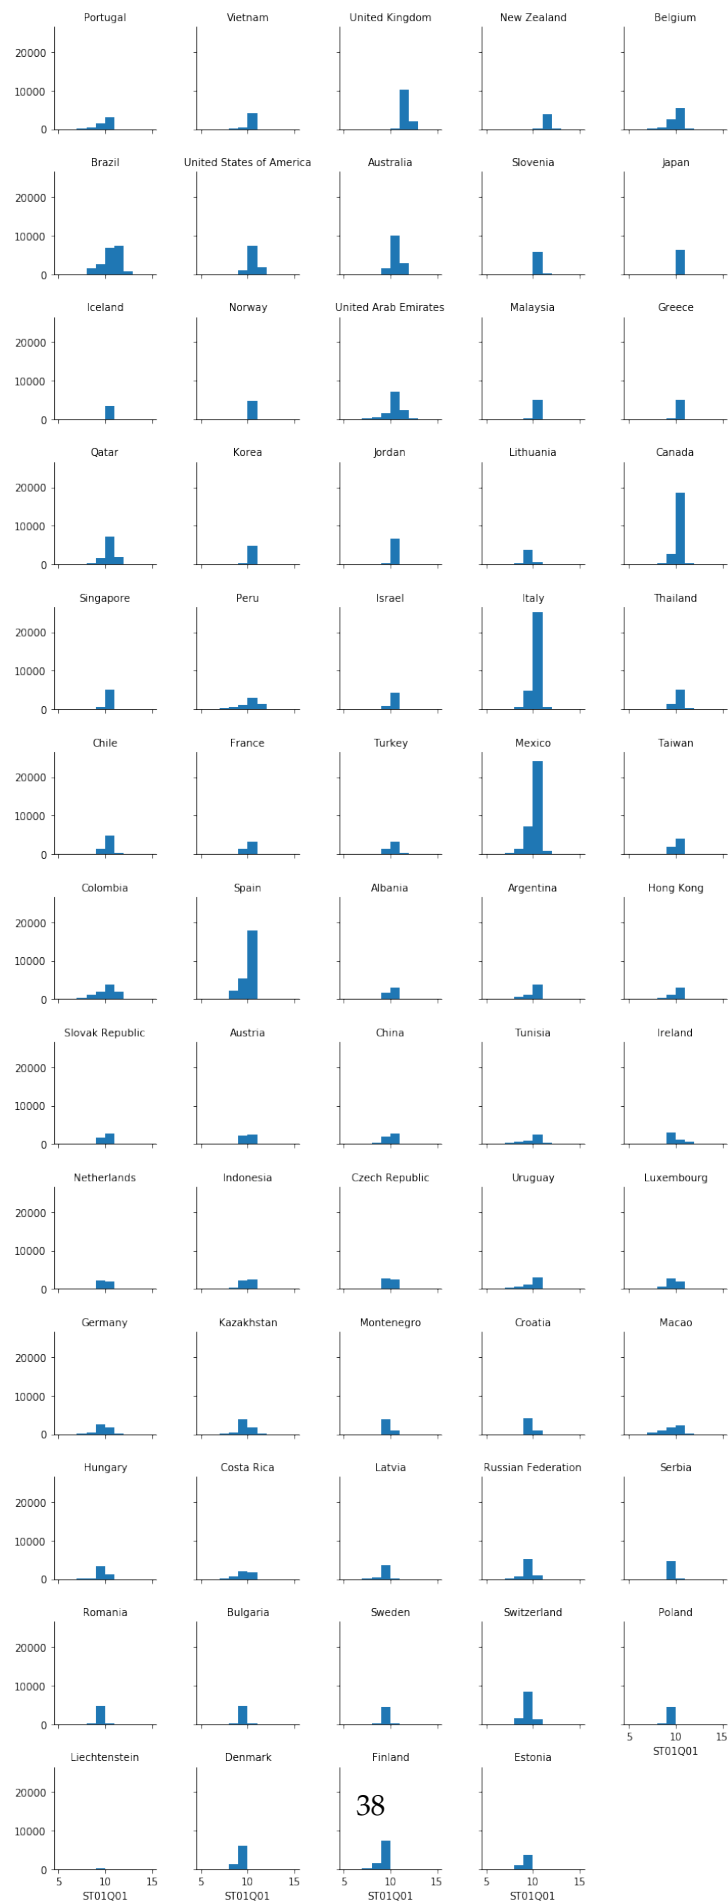 Portugal Vietnam United Kingdom New Zealand Belgium
20000
10000
0
Brazil United States of America Australia Slovenia Japan
20000
10000
0
Iceland Norway United Arab Emirates Malaysia Greece
20000
10000
0
Qatar Korea Jordan Lithuania Canada
20000
10000
0
Singapore Peru Israel Italy Thailand
20000
10000
0
Chile France Turkey Mexico Taiwan
20000
10000
0
Colombia Spain Albania Argentina Hong Kong
20000
10000
0
Slovak Republic Austria China Tunisia Ireland
20000
10000
0
Netherlands Indonesia Czech Republic Uruguay Luxembourg
20000
10000
0
Germany Kazakhstan Montenegro Croatia Macao
20000
10000
0
Hungary Costa Rica Latvia Russian Federation Serbia
20000
10000
0
Romania Bulgaria Sweden Switzerland Poland
20000
10000
0
5 10 15
ST01Q01
Liechtenstein Denmark Finland Estonia
20000
38
10000
0
5 10 15 5 10 15 5 10 15 5 10 15
ST01Q01 ST01Q01 ST01Q01 ST01Q01